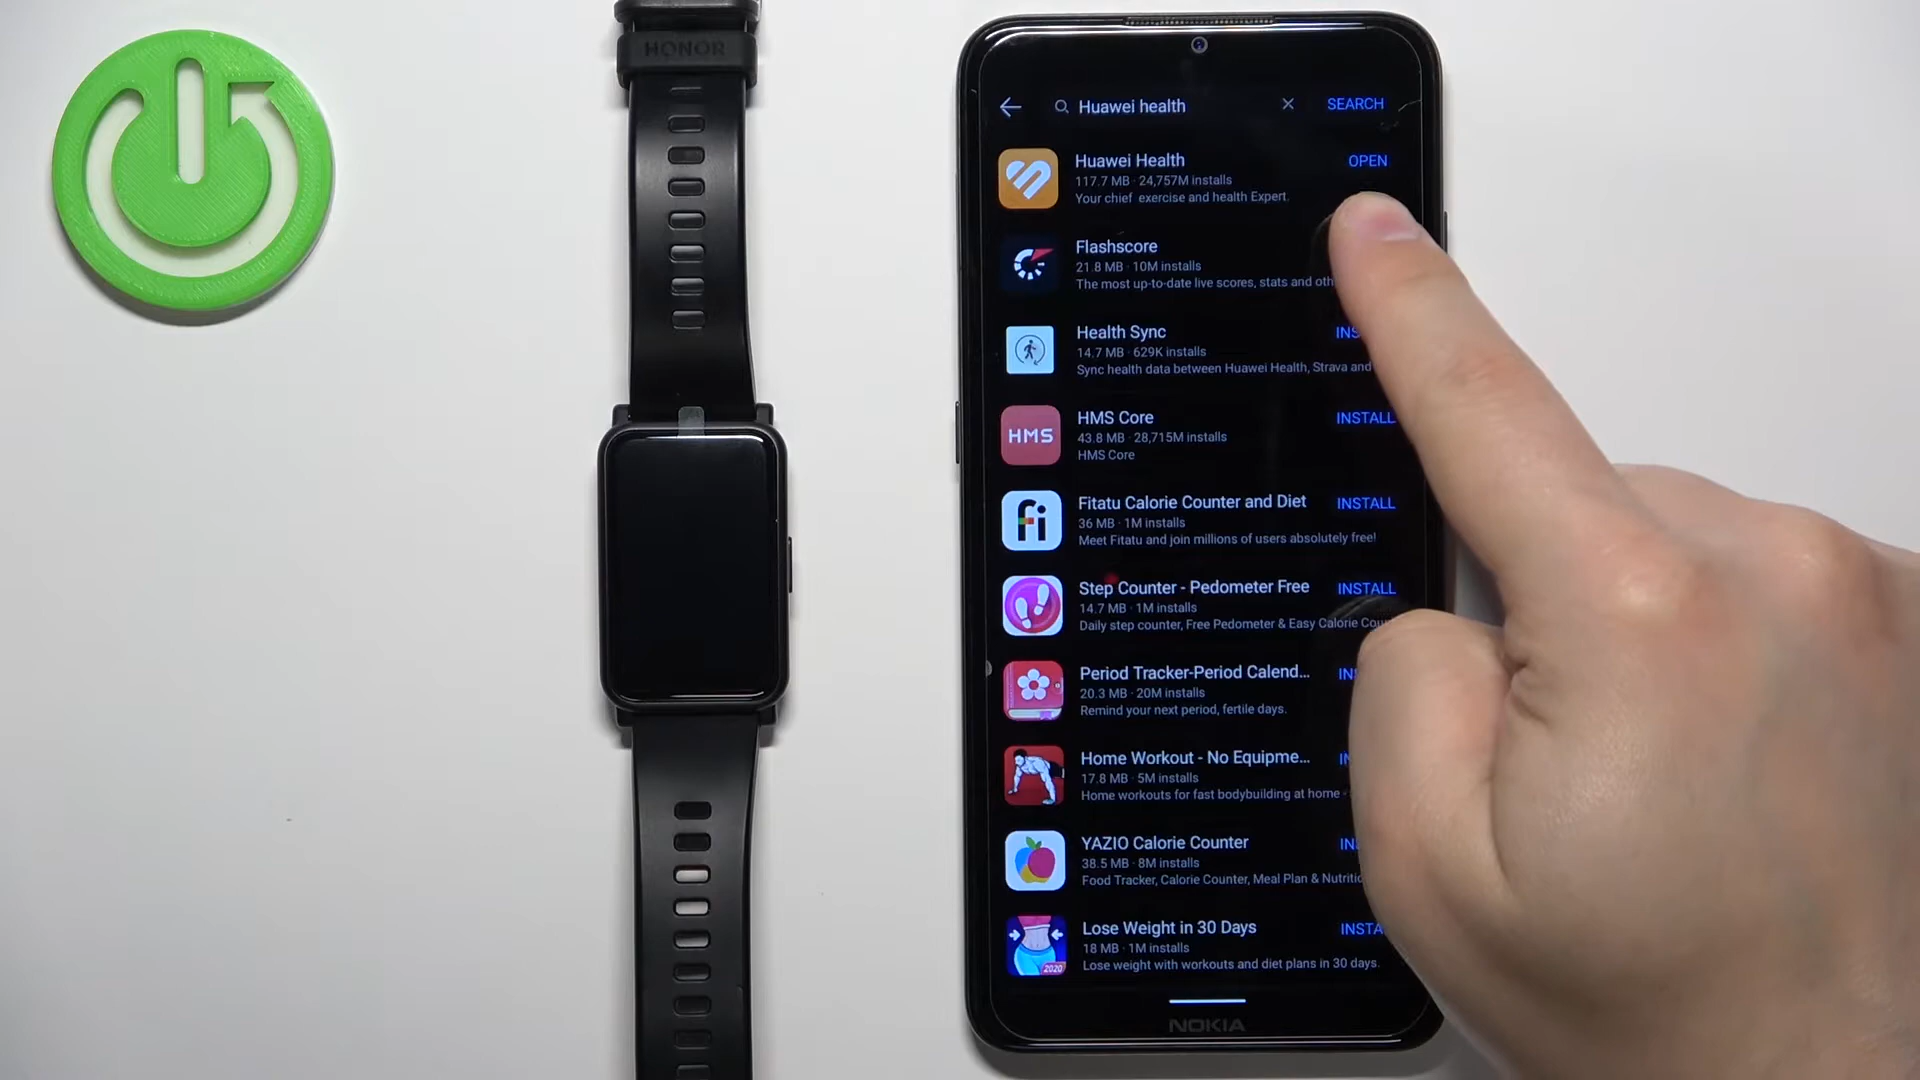 HONOR
Huawei health
SEARCH
Huawei Health
OPEN
117.7 MB · 24,757M installs
Your chief exercise and health Expert.
Flashscore
21.8 MB · 10M installs
The most up-to-date live scores, stats and oth
Health Sync
INS
14.7 MB · 629K installs
Sync health data between Huawei Health, Strava and
HMS
HMS Core
INSTALL
43.8 MB · 28,715M installs
HMS Core
fi
Fitatu Calorie Counter and Diet
INSTALL
36 MB · 1M installs
Meet Fitatu and join millions of users absolutely free!
Step Counter - Pedometer Free
INSTALL
14.7 MB · 1M installs
Daily step counter, Free Pedometer & Easy Calorie Cou
Period Tracker-Period Calend...
IN
20.3 MB · 20M installs
Remind your next period, fertile days.
Home Workout - No Equipme...
IN
17.8 MB · 5M installs
Home workouts for fast bodybuilding at home
YAZIO Calorie Counter
IN
38.5 MB · 8M installs
Food Tracker, Calorie Counter, Meal Plan & Nutritio
2020
Lose Weight in 30 Days
INSTA
18 MB · 1M installs
Lose weight with workouts and diet plans in 30 days.
NOKIA